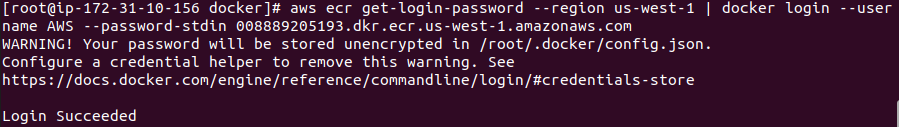 [root@ip-172-31-10-156 docker]# aws ecr get-login-password --region us-west-1 | docker login --user
name AWS --password-stdin 008889205193.dkr.ecr.us-west-1.amazonaws.com
WARNING! Your password will be stored unencrypted in /root/.docker/config.json.
Configure a credential helper to remove this warning. See
https://docs.docker.com/engine/reference/commandline/login/#credentials-store

Login Succeeded